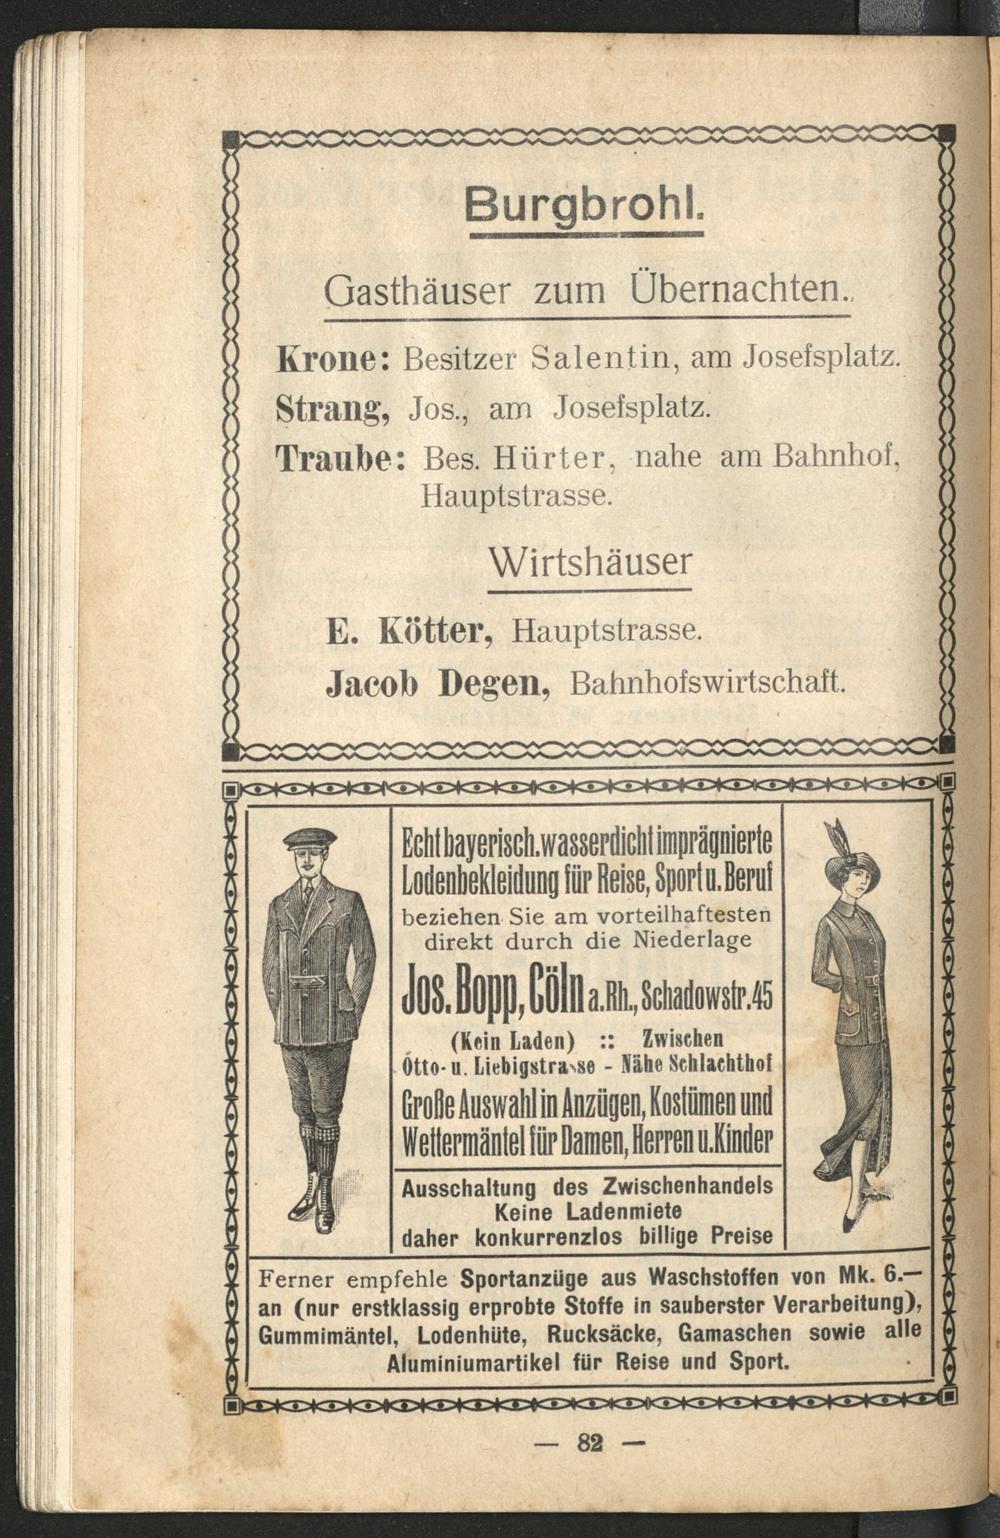 Burgbrohl.
Gasthäuser zum Übernachten.
Krone: Besitzer Salentin, am Josefsplatz.
Strang, Jos., am Josefsplatz.
Traube: Bes. Hürter, nahe am Bahnhof,
Hauptstrasse.
Wirtshäuser
E. Kötter, Hauptstrasse.
Jacob Degen, Bahnhofswirtschaft.
Echt bayerisch. wasserdicht imprägnierte
Lodenbekleidung für Reise, Sport u. Beruf
beziehen Sie am vorteilhaftesten
direkt durch die Niederlage
Jos. Bopp, Cöln a. Rh., Schadowstr. 45
(Kein Laden) :: Zwischen
Otto- u. Liebigstrasse - Nähe Schlachthof
Große Auswahl in Anzügen, Kostümen und
Wettermäntel für Damen, Herren u. Kinder
Ausschaltung des Zwischenhandels
Keine Ladenmiete
daher konkurrenzlos billige Preise
Ferner empfehle Sportanzüge aus Waschstoffen von Mk. 6.—
an (nur erstklassig erprobte Stoffe in sauberster Verarbeitung),
Gummimäntel, Lodenhüte, Rucksäcke, Gamaschen sowie alle
Aluminiumartikel für Reise und Sport.
— 82 —